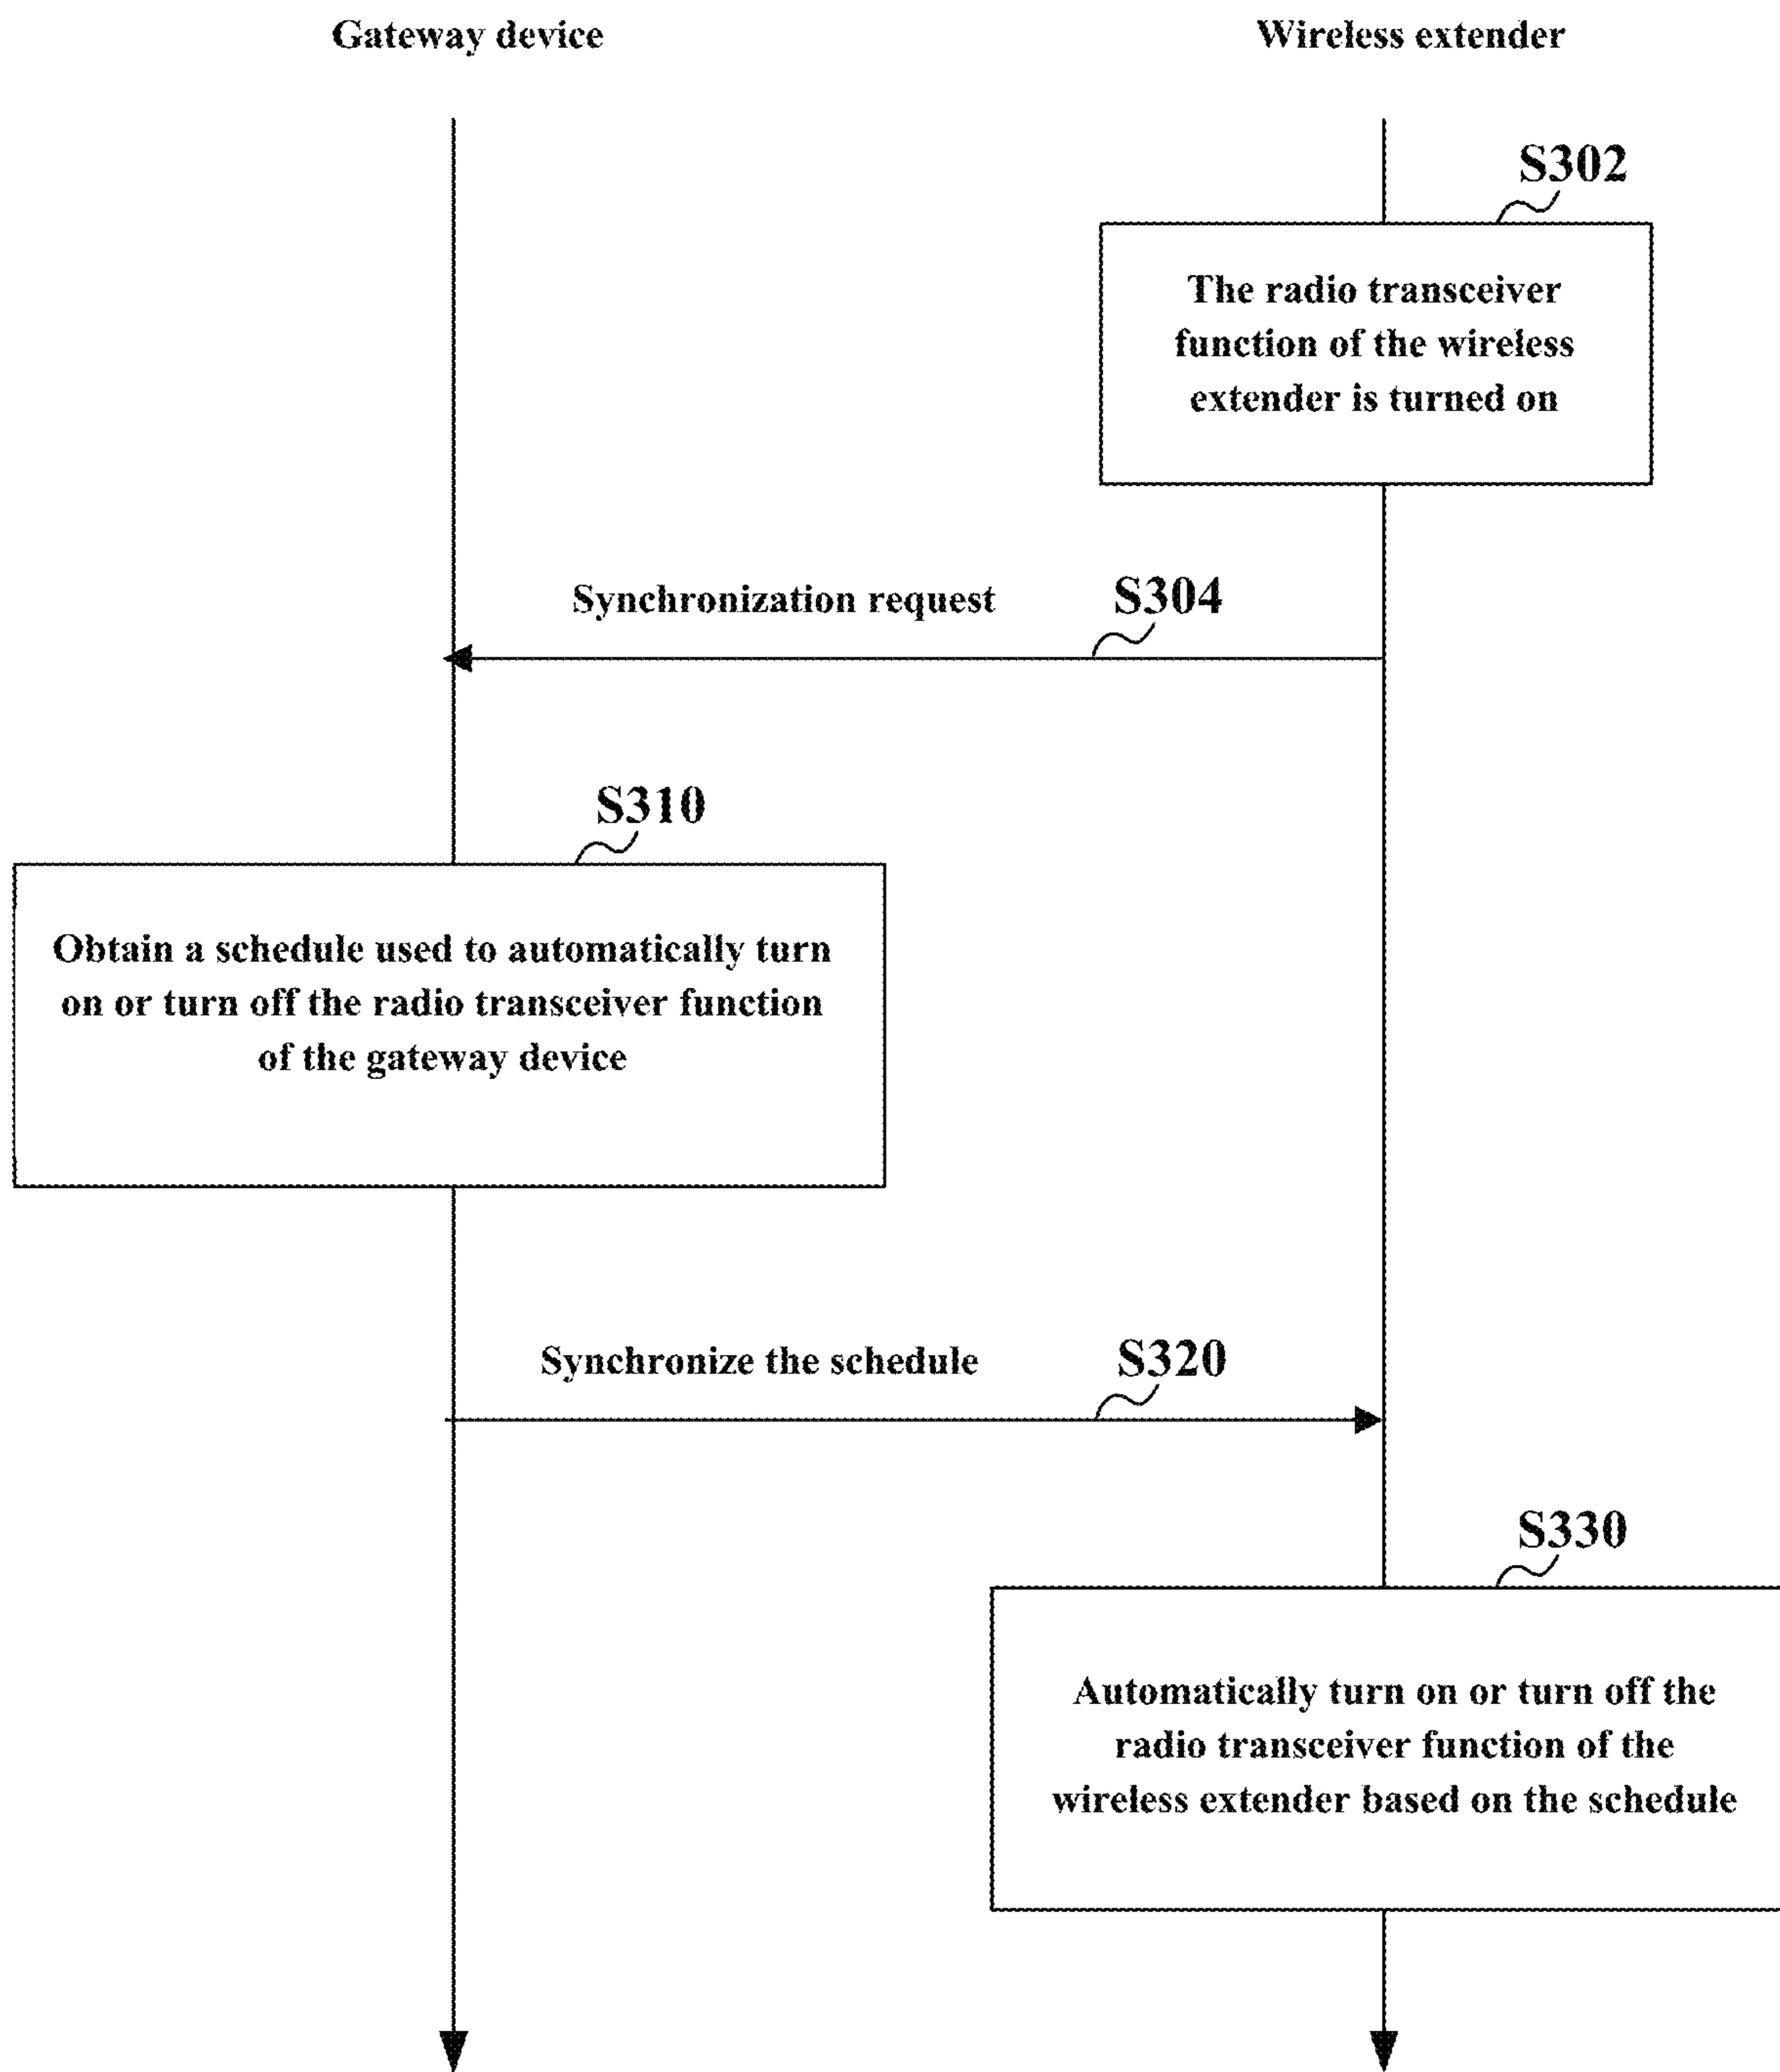 Gateway device
Wireless extender
S302
The radio transceiver
function of the wireless
extender is turned on
Synchronization request
S304
S310
Obtain a schedule used to automatically turn
on or turn off the radio transceiver function
of the gateway device
Synchronize the schedule
S320
S330
Automatically turn on or turn off the
radio transceiver function of the
wireless extender based on the schedule